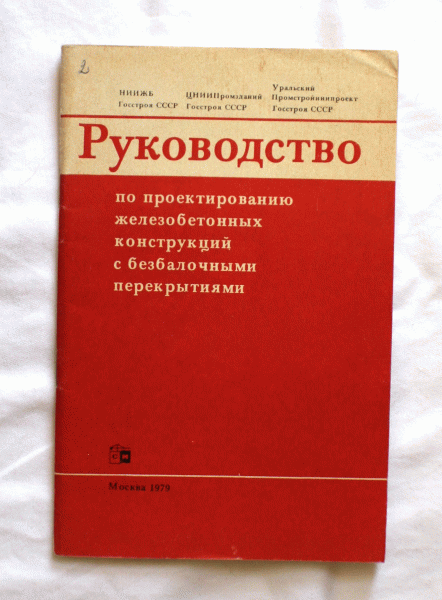 2
НИИЖБ
Госстроя СССР
ЦНИИПромзданий
Госстроя СССР
Уральский
Промстройниипроект
Госстроя СССР
Руководство
по проектированию
железобетонных
конструкций
с безбалочными
перекрытиями
Москва 1979